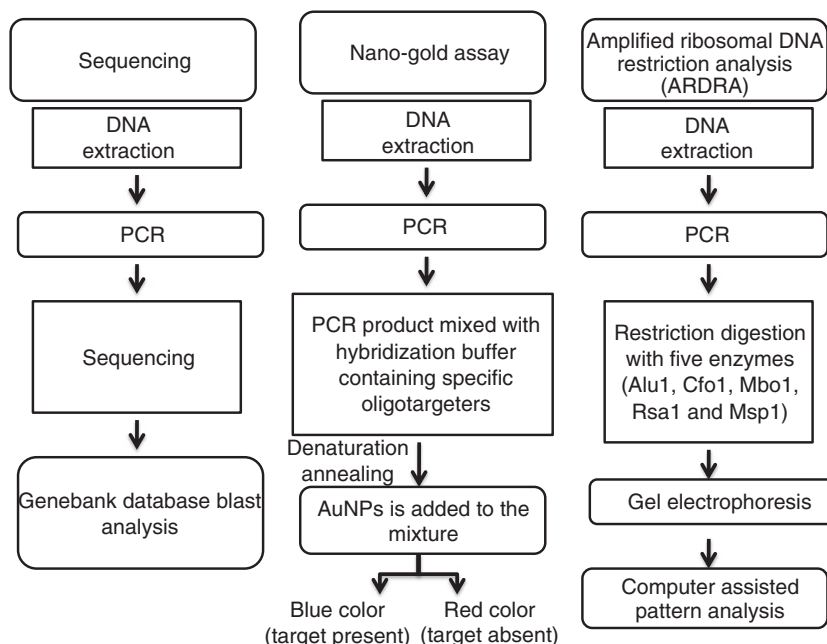 Sequencing
DNA
extraction
PCR
Sequencing
Genebank database blast
analysis
Nano-gold assay
DNA
extraction
PCR
PCR product mixed with
hybridization buffer
containing specific
oligotargeters
Denaturation
annealing
AuNPs is added to the
mixture
Blue color
(target present)
Red color
(target absent)
Amplified ribosomal DNA
restriction analysis
(ARDRA)
DNA
extraction
PCR
Restriction digestion
with five enzymes
(Alu1, Cfo1, Mbo1,
Rsa1 and Msp1)
Gel electrophoresis
Computer assisted
pattern analysis